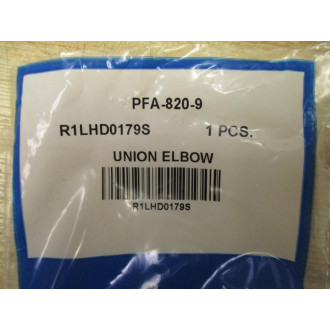 PFA-820-9
R1LHD0179S 1 PCS.
UNION ELBOW
R1LHD0179S